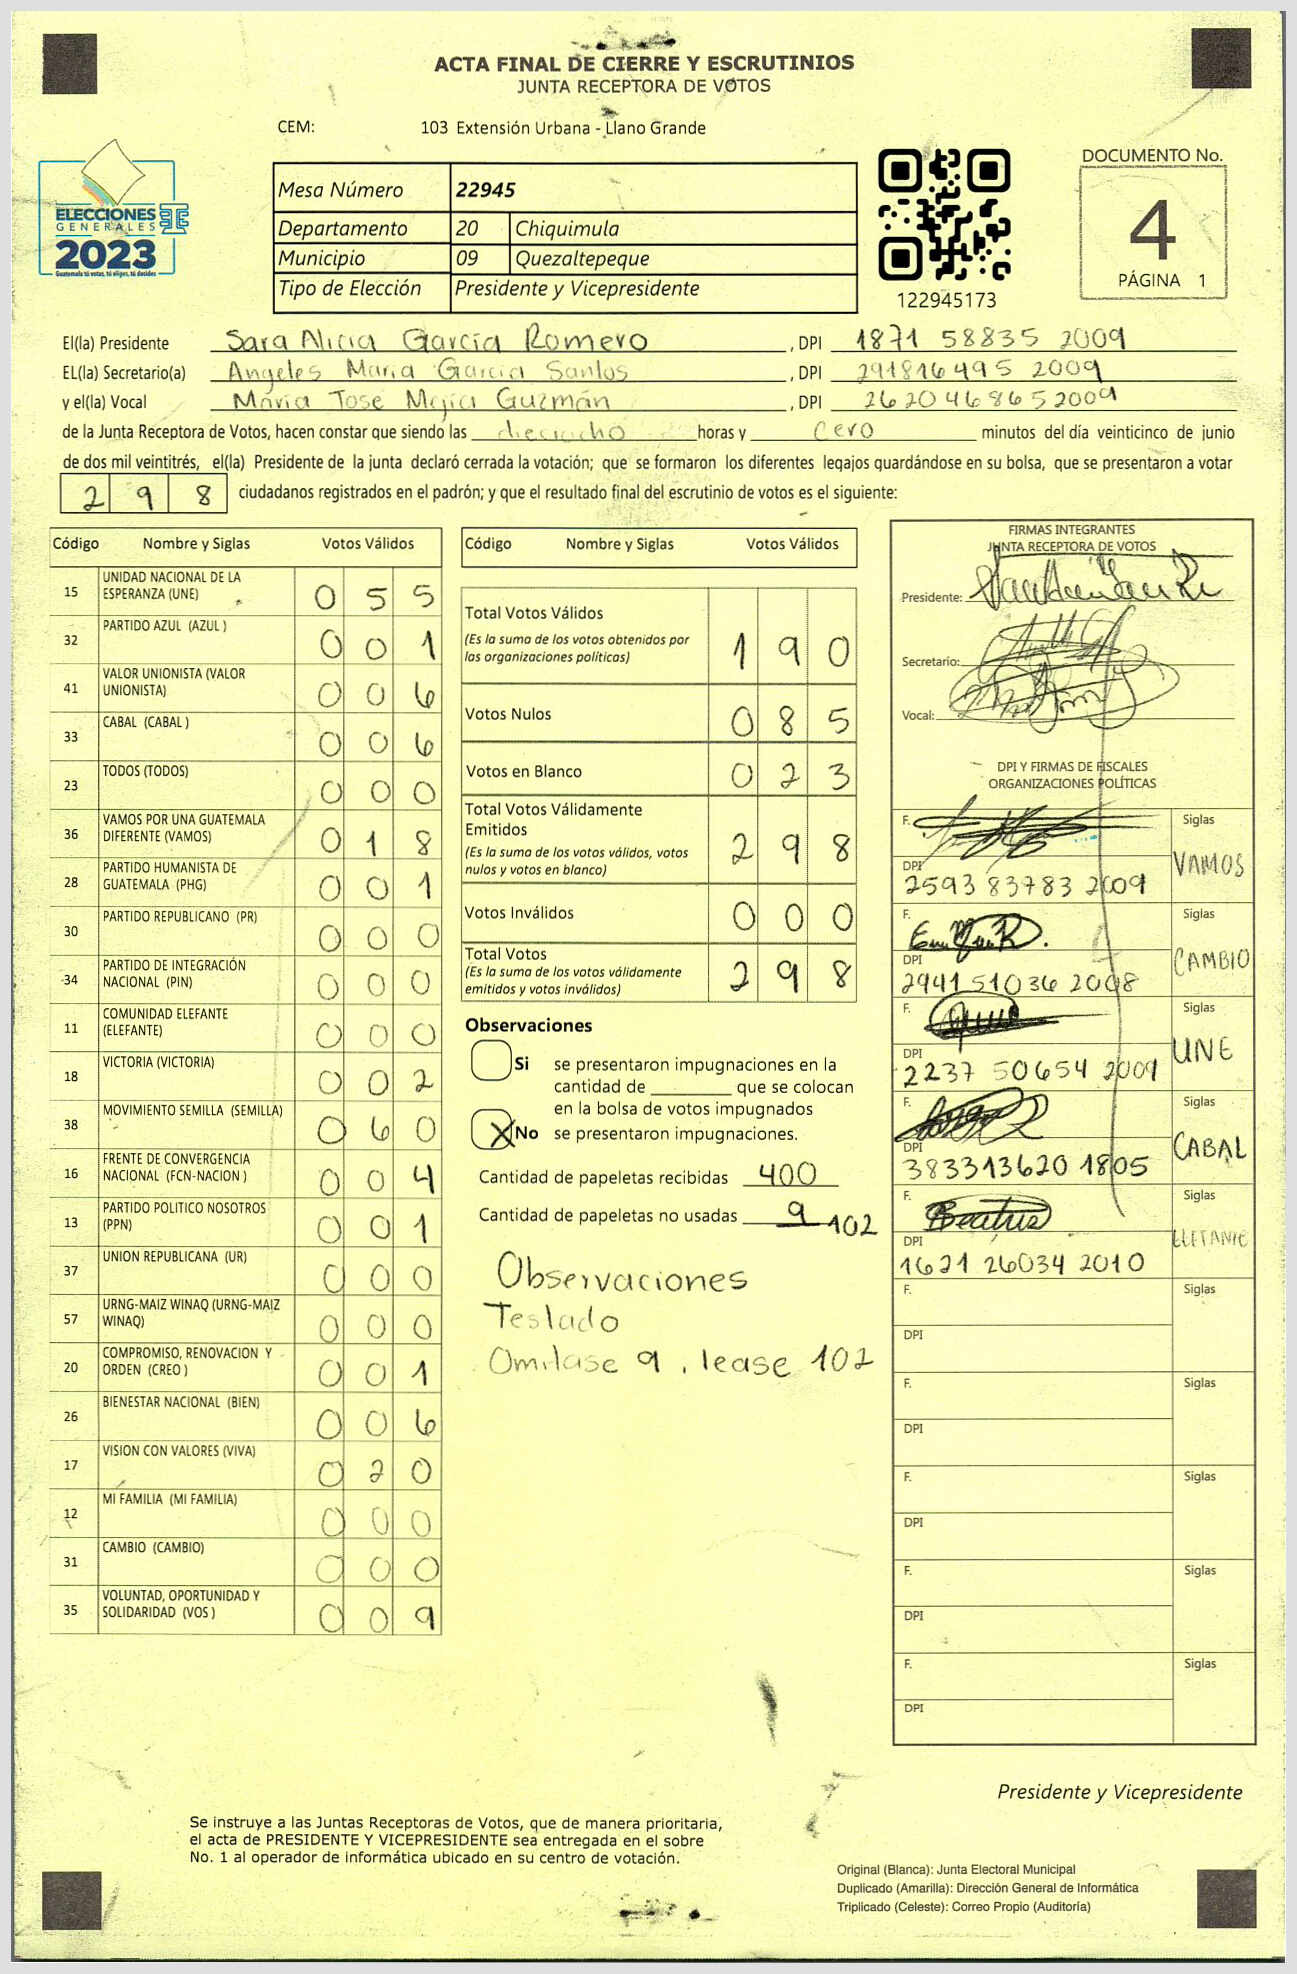 ACTA FINAL DE CIERRE Y ESCRUTINIOS
JUNTA RECEPTORA DE VOTOS
CEM: 103 Extensión Urbana - Llano Grande
ELECCIONES
GENERALES
2023
Guatemala tú votas, tú eliges, tú decides
Mesa Número 22945
Departamento 20 Chiquimula
Municipio 09 Quezaltepeque
Tipo de Elección Presidente y Vicepresidente
122945173
DOCUMENTO No.
4
PÁGINA 1
El(la) Presidente Sara Alicia García Romero , DPI 1871 58835 2009
EL(la) Secretario(a) Angeles Maria Garcia Santos , DPI 291816495 2009
y el(la) Vocal Maria Jose Mejia Guzmán , DPI 2620468652009
de la Junta Receptora de Votos, hacen constar que siendo las dieciocho horas y cero minutos del día veinticinco de junio
de dos mil veintitrés, el(la) Presidente de la junta declaró cerrada la votación; que se formaron los diferentes legajos guardándose en su bolsa, que se presentaron a votar
2 9 8 ciudadanos registrados en el padrón; y que el resultado final del escrutinio de votos es el siguiente:
Código Nombre y Siglas Votos Válidos
15 UNIDAD NACIONAL DE LA ESPERANZA (UNE) 0 5 5
32 PARTIDO AZUL (AZUL ) 0 0 1
41 VALOR UNIONISTA (VALOR UNIONISTA) 0 0 6
33 CABAL (CABAL ) 0 0 6
23 TODOS (TODOS) 0 0 0
36 VAMOS POR UNA GUATEMALA DIFERENTE (VAMOS) 0 1 8
28 PARTIDO HUMANISTA DE GUATEMALA (PHG) 0 0 1
30 PARTIDO REPUBLICANO (PR) 0 0 0
34 PARTIDO DE INTEGRACIÓN NACIONAL (PIN) 0 0 0
11 COMUNIDAD ELEFANTE (ELEFANTE) 0 0 0
18 VICTORIA (VICTORIA) 0 0 2
38 MOVIMIENTO SEMILLA (SEMILLA) 0 6 0
16 FRENTE DE CONVERGENCIA NACIONAL (FCN-NACION ) 0 0 4
13 PARTIDO POLITICO NOSOTROS (PPN) 0 0 1
37 UNION REPUBLICANA (UR) 0 0 0
57 URNG-MAIZ WINAQ (URNG-MAIZ WINAQ) 0 0 0
20 COMPROMISO, RENOVACION Y ORDEN (CREO ) 0 0 1
26 BIENESTAR NACIONAL (BIEN) 0 0 6
17 VISION CON VALORES (VIVA) 0 2 0
12 MI FAMILIA (MI FAMILIA) 0 0 0
31 CAMBIO (CAMBIO) 0 0 0
35 VOLUNTAD, OPORTUNIDAD Y SOLIDARIDAD (VOS ) 0 0 9
Código Nombre y Siglas Votos Válidos
Total Votos Válidos 1 9 0
(Es la suma de los votos obtenidos por
las organizaciones políticas)
Votos Nulos 0 8 5
Votos en Blanco 0 2 3
Total Votos Válidamente
Emitidos 2 9 8
(Es la suma de los votos válidos, votos
nulos y votos en blanco)
Votos Inválidos 0 0 0
Total Votos 2 9 8
(Es la suma de los votos válidamente
emitidos y votos inválidos)
Observaciones
Si se presentaron impugnaciones en la
cantidad de ________ que se colocan
en la bolsa de votos impugnados
X No se presentaron impugnaciones.
Cantidad de papeletas recibidas 400
Cantidad de papeletas no usadas 9 102
Observaciones
Teslado
Omitase 9 , lease 102
FIRMAS INTEGRANTES
JUNTA RECEPTORA DE VOTOS
Presidente:
Secretario:
Vocal:
DPI Y FIRMAS DE FISCALES
ORGANIZACIONES POLÍTICAS
F. Siglas
DPI VAMOS
2593 83783 2009
F. Siglas
DPI CAMBIO
2941 51036 2008
F. Siglas
DPI UNE
2237 50654 2009
F. Siglas
DPI CABAL
383313620 1805
F. Beatris Siglas
DPI
1621 26034 2010
F. Siglas
DPI
F. Siglas
DPI
F. Siglas
DPI
F. Siglas
DPI
F. Siglas
DPI
Presidente y Vicepresidente
Se instruye a las Juntas Receptoras de Votos, que de manera prioritaria,
el acta de PRESIDENTE Y VICEPRESIDENTE sea entregada en el sobre
No. 1 al operador de informática ubicado en su centro de votación.
Original (Blanca): Junta Electoral Municipal
Duplicado (Amarilla): Dirección General de Informática
Triplicado (Celeste): Correo Propio (Auditoría)